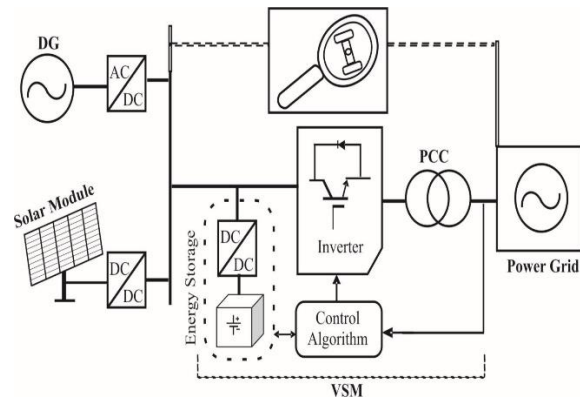 DG
AC
DC
Solar Module
DC
DC
Energy Storage
DC
DC
Inverter
Control
Algorithm
PCC
Power Grid
VSM